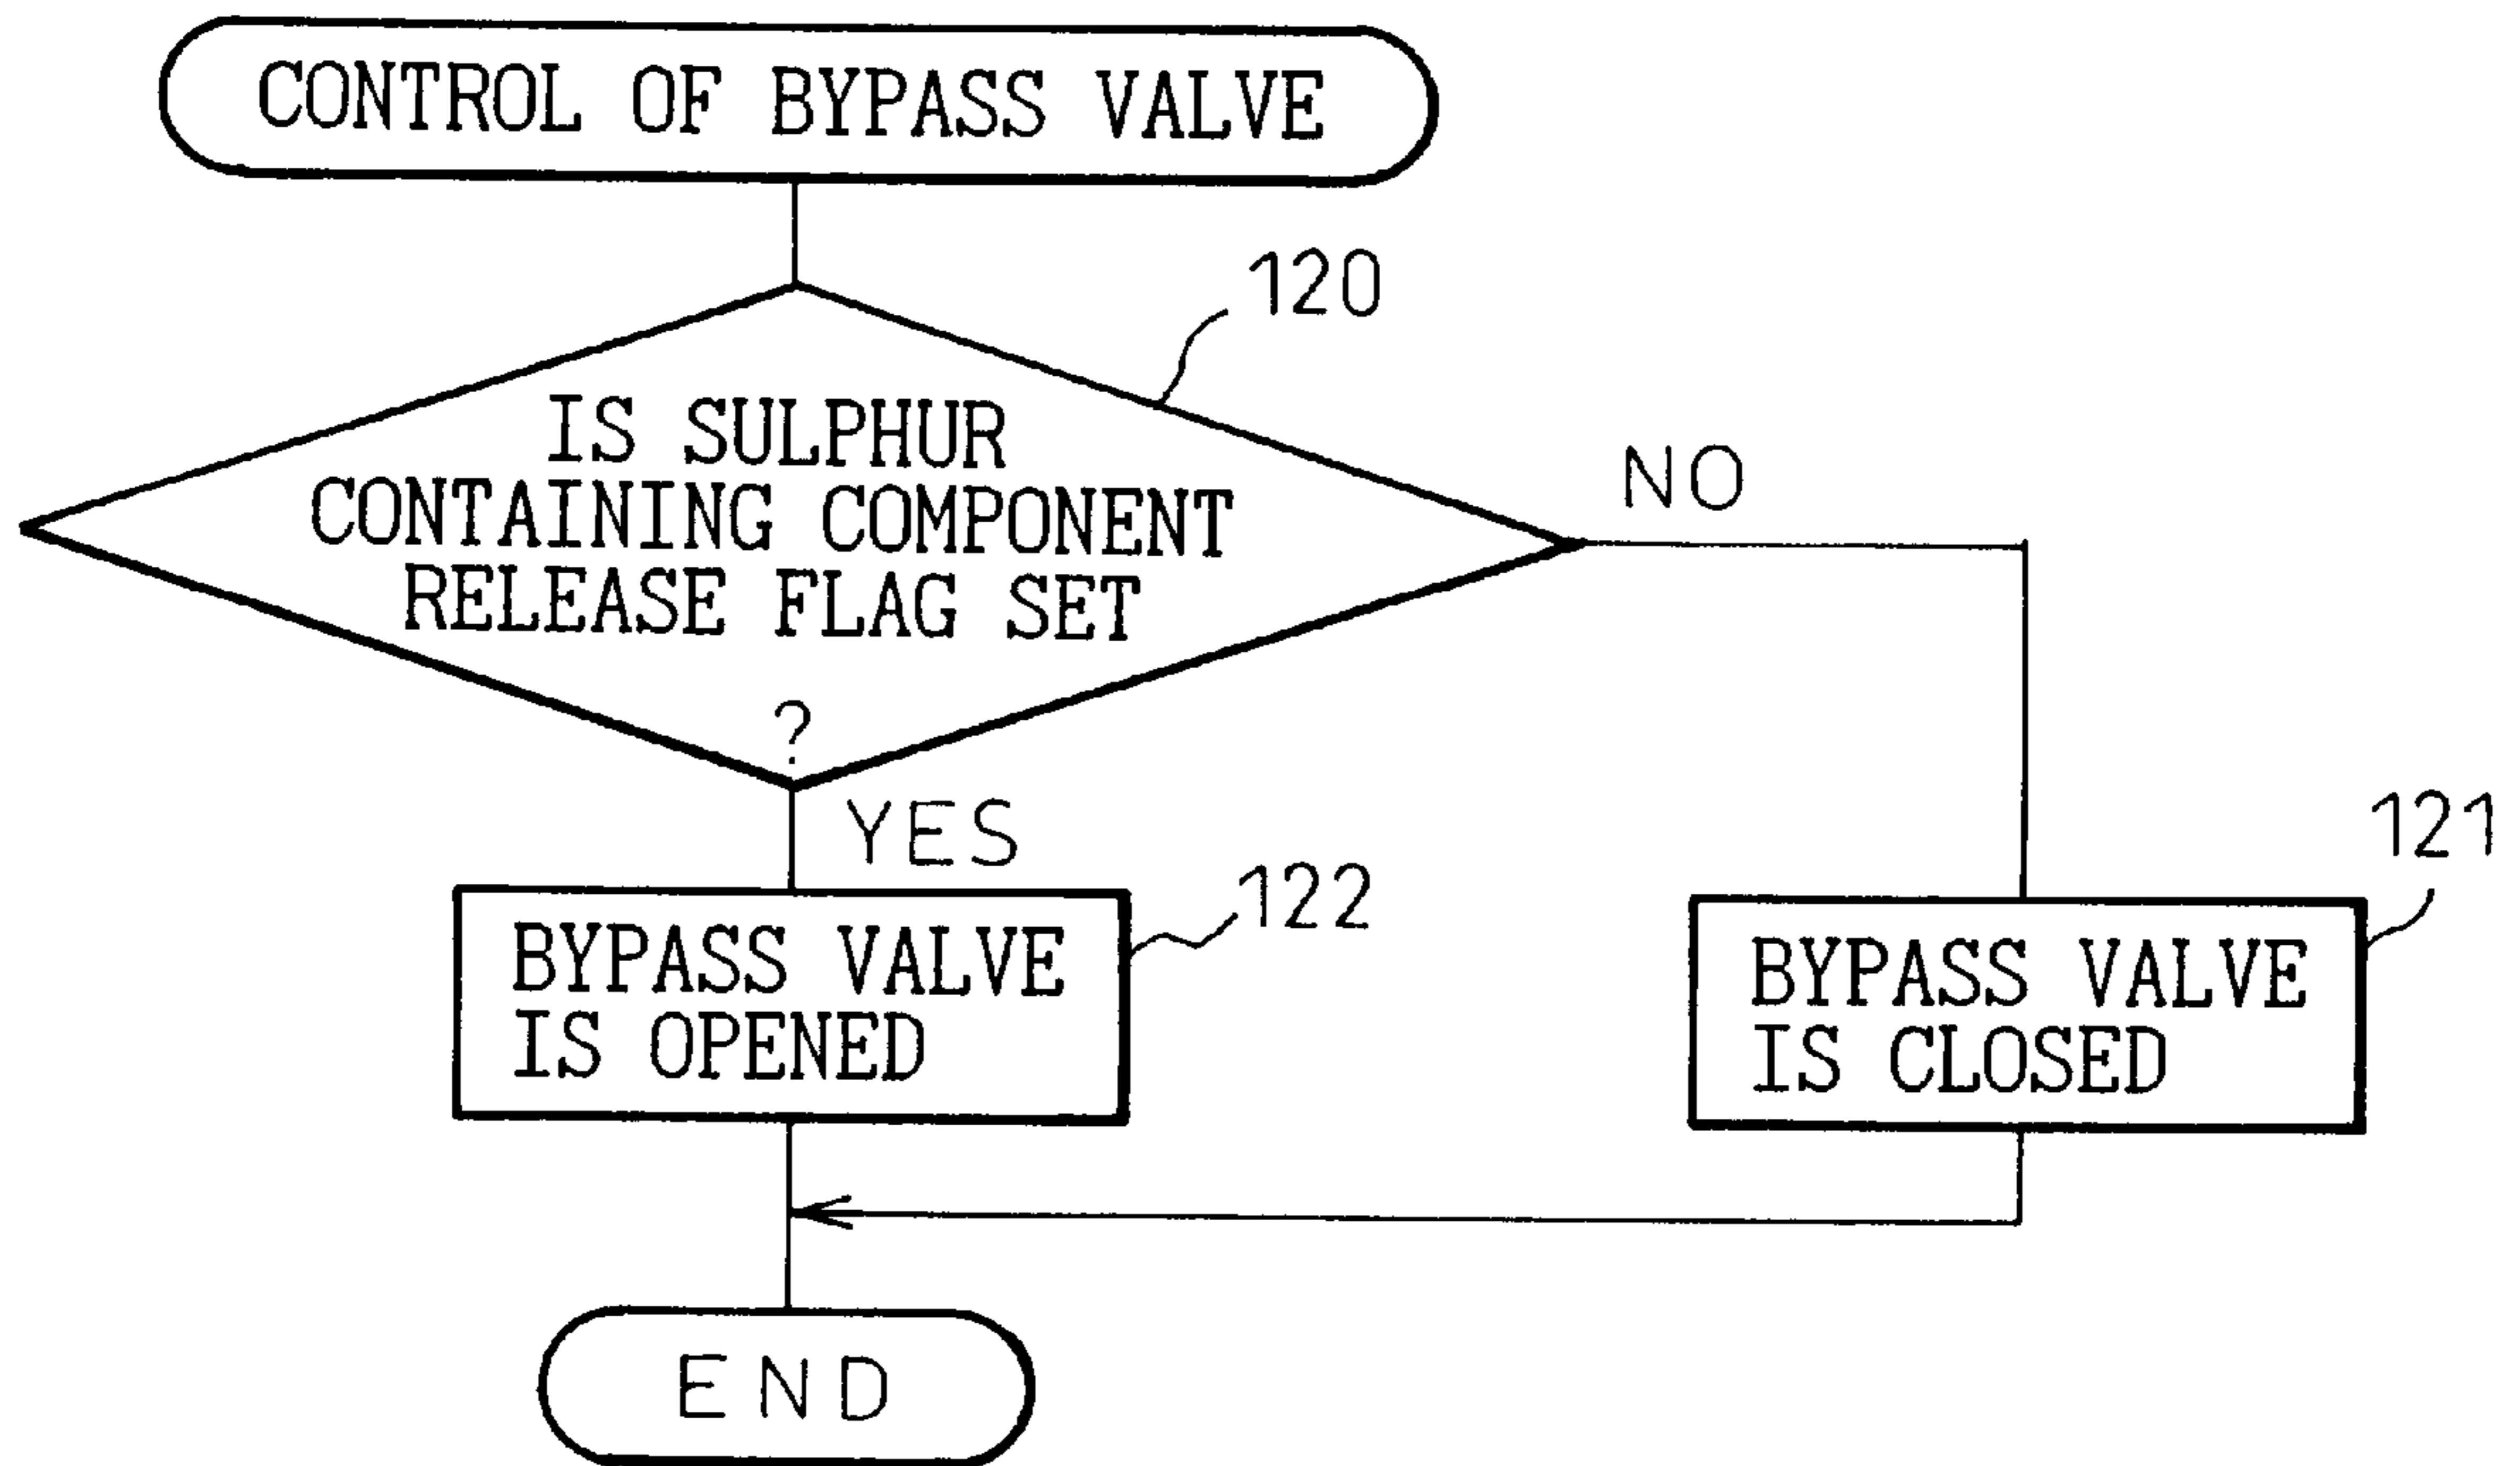 CONTROL OF BYPASS VALVE
120
IS SULPHUR
CONTAINING COMPONENT
RELEASE FLAG SET
?
NO
YES
122
BYPASS VALVE
IS OPENED
121
BYPASS VALVE
IS CLOSED
END